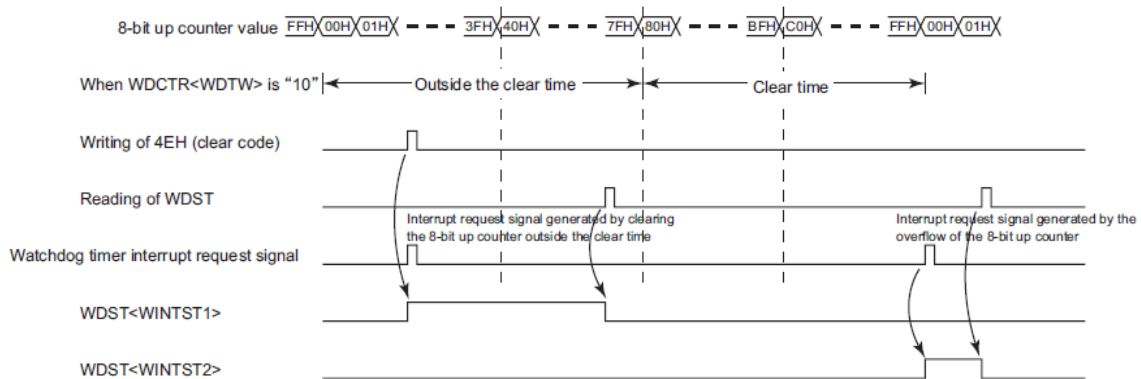 8-bit up counter value FFH 00H 01H 3FH 40H 7FH 80H BFH C0H FFH 00H 01H
When WDCTR<WDTW> is “10” Outside the clear time Clear time
Writing of 4EH (clear code)
Reading of WDST
Interrupt request signal generated by clearing
the 8-bit up counter outside the clear time
Interrupt request signal generated by the
overflow of the 8-bit up counter
Watchdog timer interrupt request signal
WDST<WINTST1>
WDST<WINTST2>